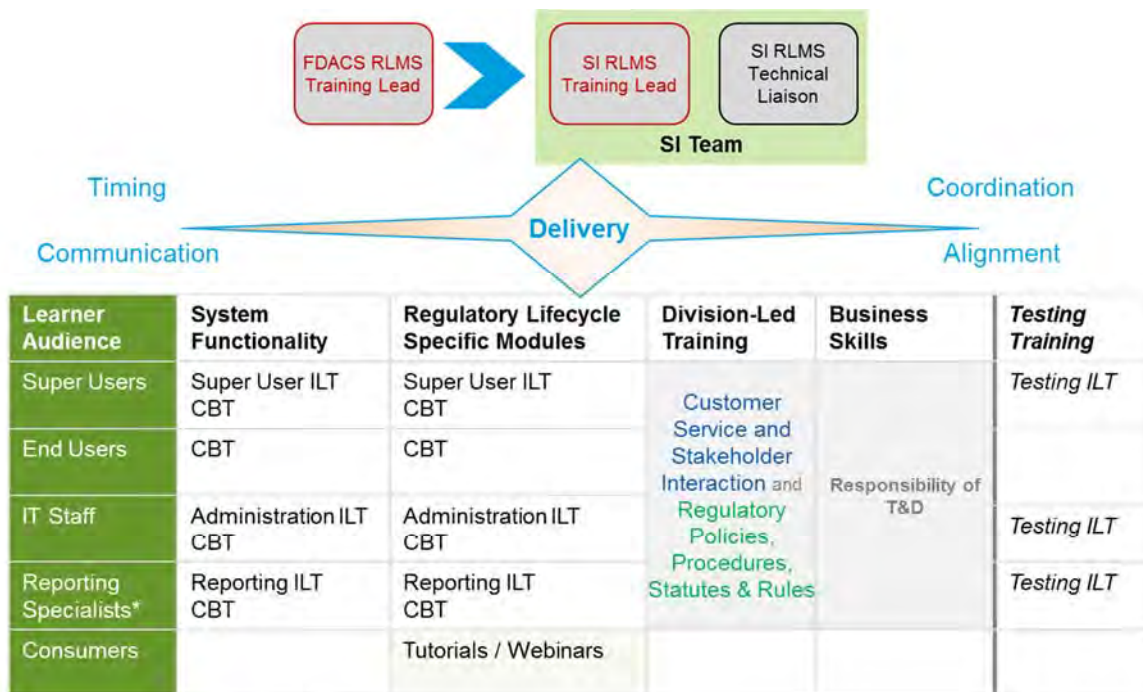 FDACS RLMS
Training Lead
SI RLMS
Training Lead
SI RLMS
Technical
Liaison
SI Team
Timing
Coordination
Delivery
Communication
Alignment
Learner
Audience
System
Functionality
Regulatory Lifecycle
Specific Modules
Division-Led
Training
Business
Skills
Testing
Training
Super Users
Super User ILT
CBT
Super User ILT
CBT
Customer
Service and
Stakeholder
Interaction and
Regulatory
Policies,
Procedures,
Statutes & Rules
Responsibility of
T&D
Testing ILT
End Users
CBT
CBT
IT Staff
Administration ILT
CBT
Administration ILT
CBT
Testing ILT
Reporting
Specialists*
Reporting ILT
CBT
Reporting ILT
CBT
Testing ILT
Consumers
Tutorials / Webinars